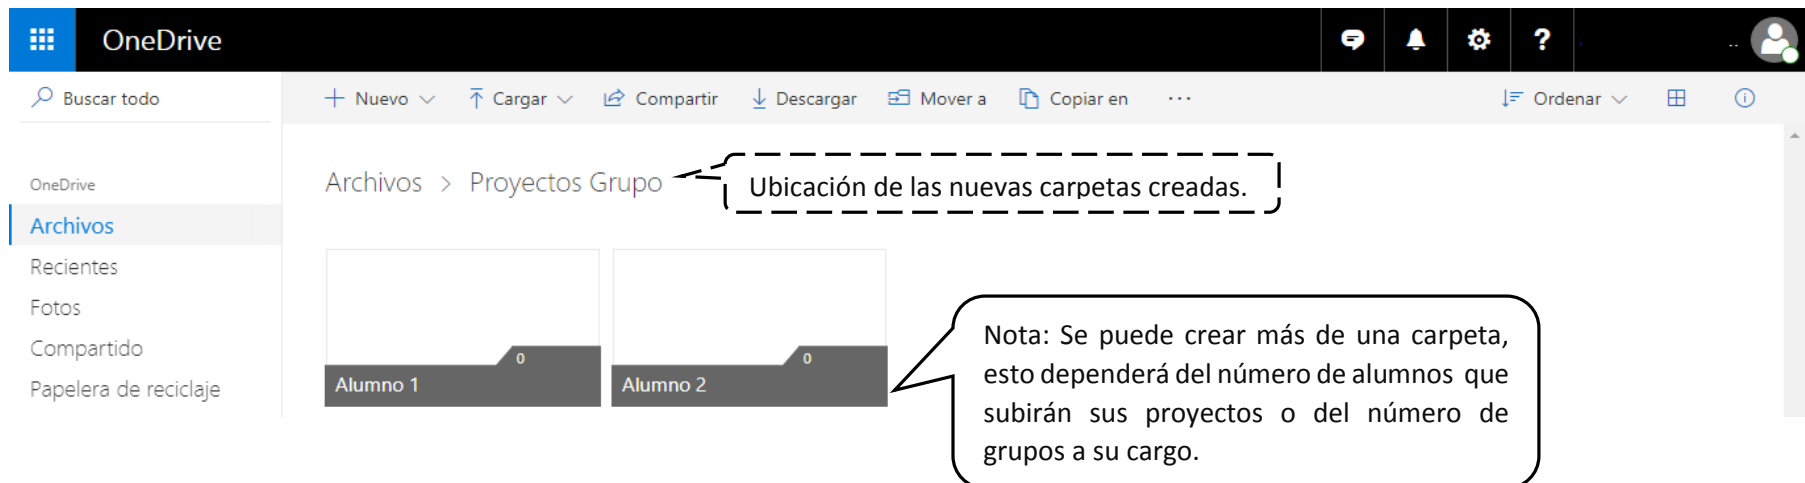 OneDrive
Buscar todo
Nuevo
Cargar
Compartir
Descargar
Mover a
Copiar en
Ordenar
OneDrive
Archivos
Recientes
Fotos
Compartido
Papelera de reciclaje
Archivos > Proyectos Grupo
Ubicación de las nuevas carpetas creadas.
0
Alumno 1
0
Alumno 2
Nota: Se puede crear más de una carpeta,
esto dependerá del número de alumnos que
subirán sus proyectos o del número de
grupos a su cargo.